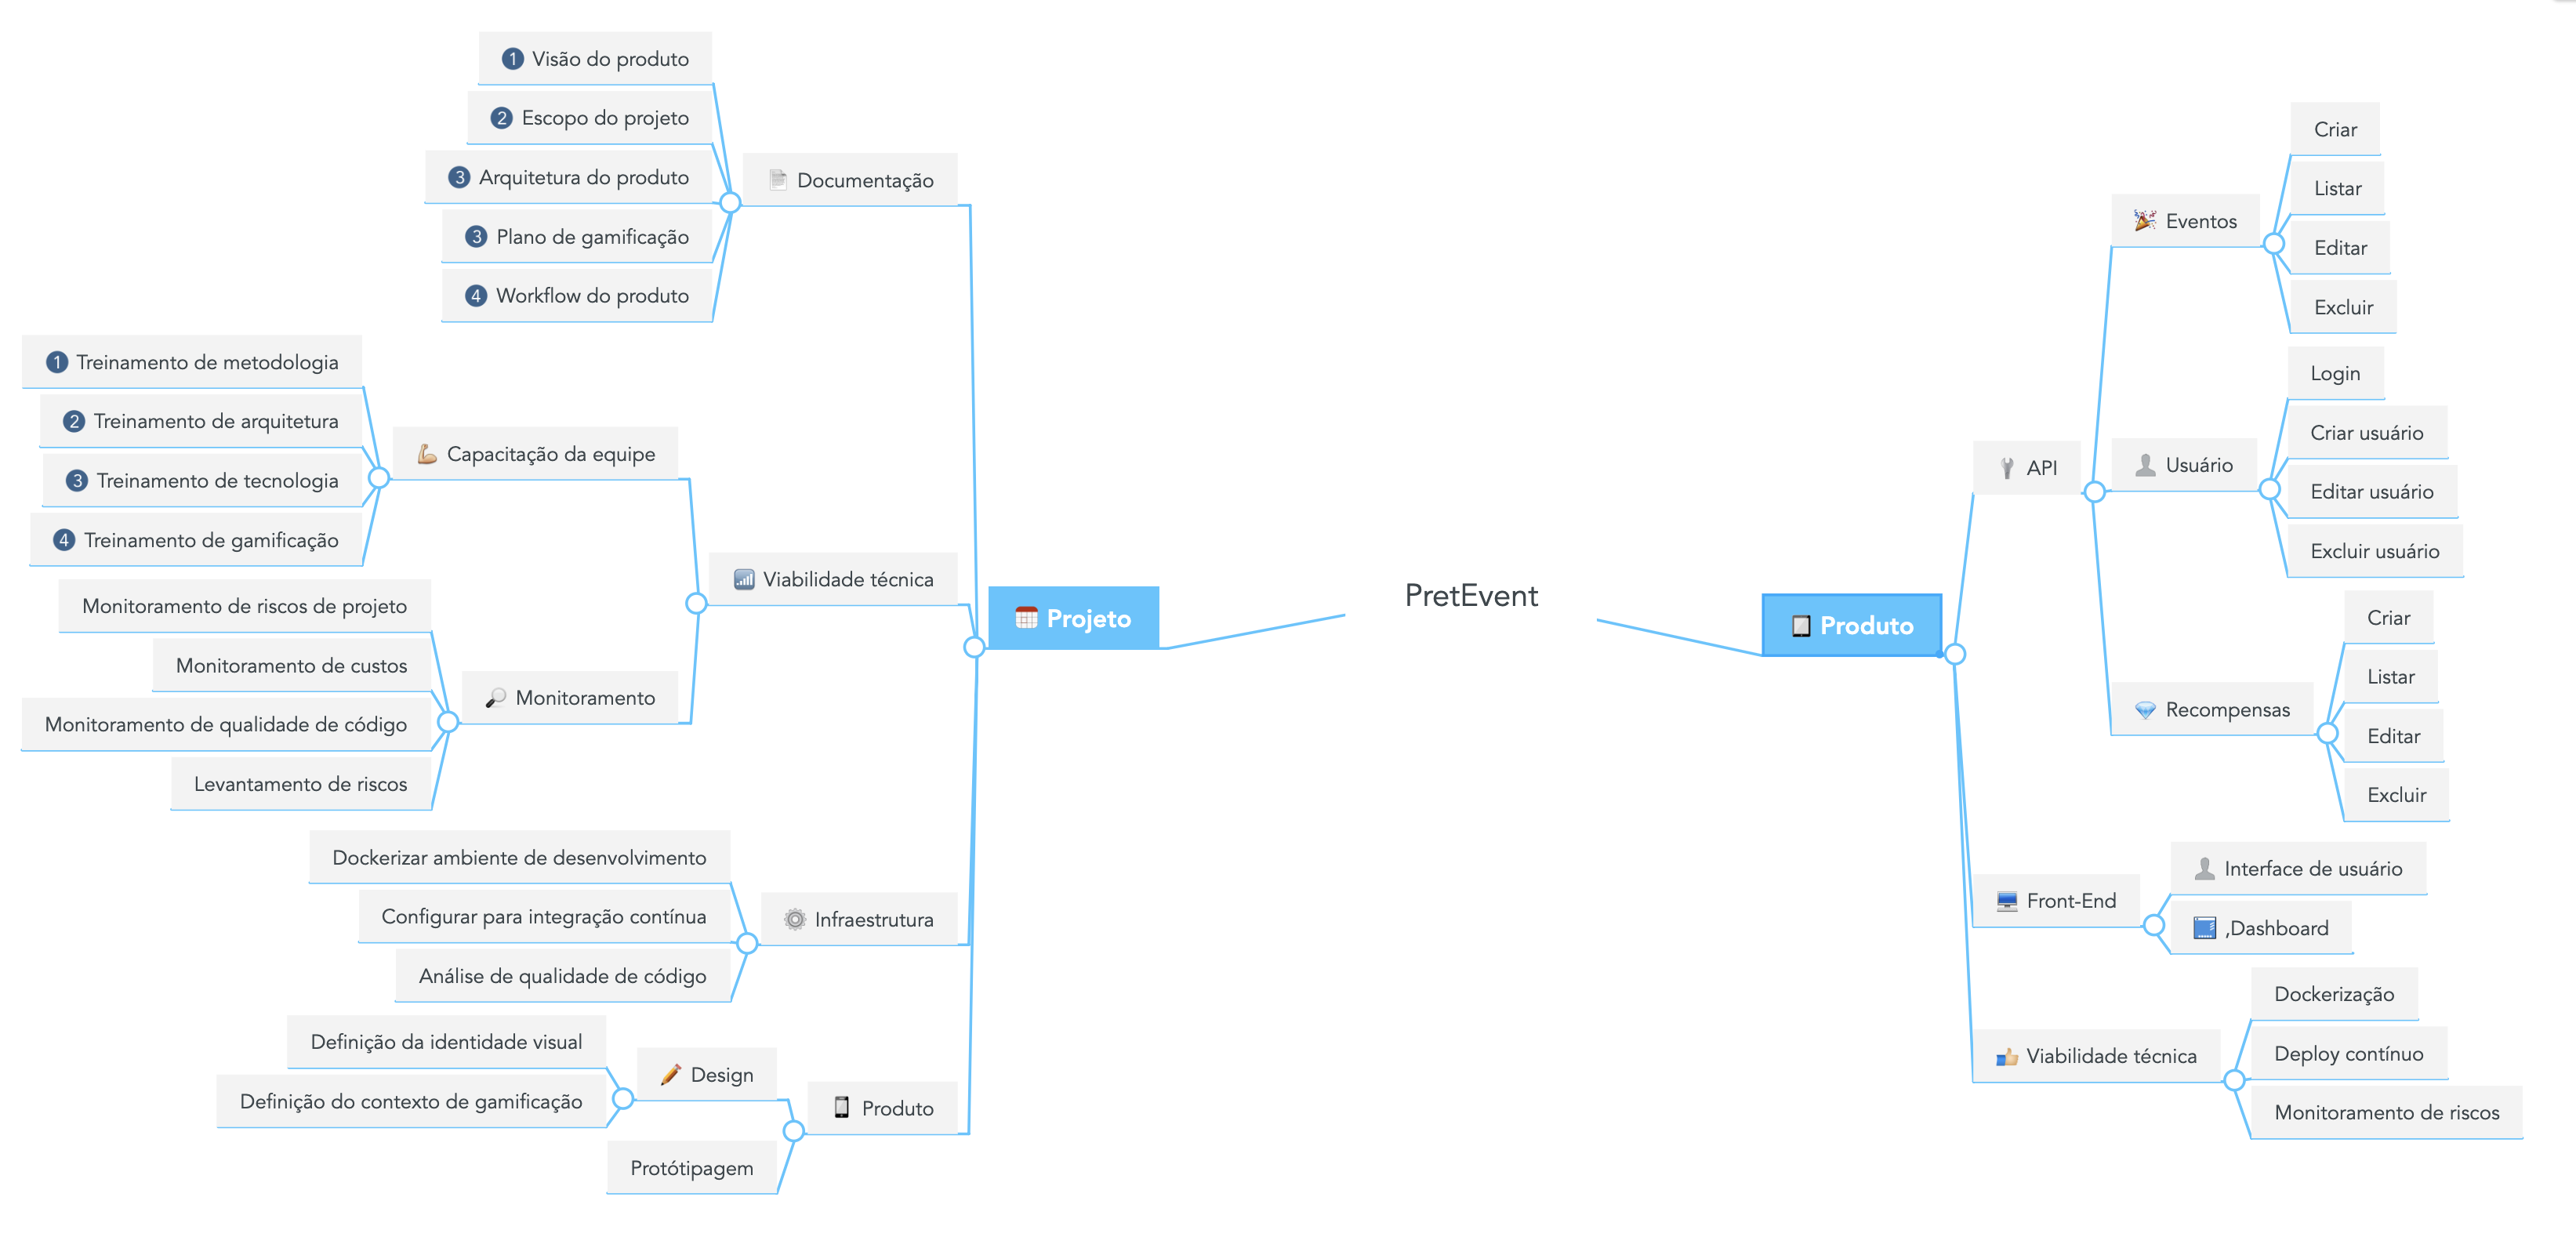 PretEvent
Projeto
Documentação
1 Visão do produto
2 Escopo do projeto
3 Arquitetura do produto
3 Plano de gamificação
4 Workflow do produto
Viabilidade técnica
Capacitação da equipe
1 Treinamento de metodologia
2 Treinamento de arquitetura
3 Treinamento de tecnologia
4 Treinamento de gamificação
Monitoramento
Monitoramento de riscos de projeto
Monitoramento de custos
Monitoramento de qualidade de código
Levantamento de riscos
Infraestrutura
Dockerizar ambiente de desenvolvimento
Configurar para integração contínua
Análise de qualidade de código
Produto
Design
Definição da identidade visual
Definição do contexto de gamificação
Protótipagem
Produto
API
Eventos
Criar
Listar
Editar
Excluir
Usuário
Login
Criar usuário
Editar usuário
Excluir usuário
Recompensas
Criar
Listar
Editar
Excluir
Front-End
Interface de usuário
,Dashboard
Viabilidade técnica
Dockerização
Deploy contínuo
Monitoramento de riscos